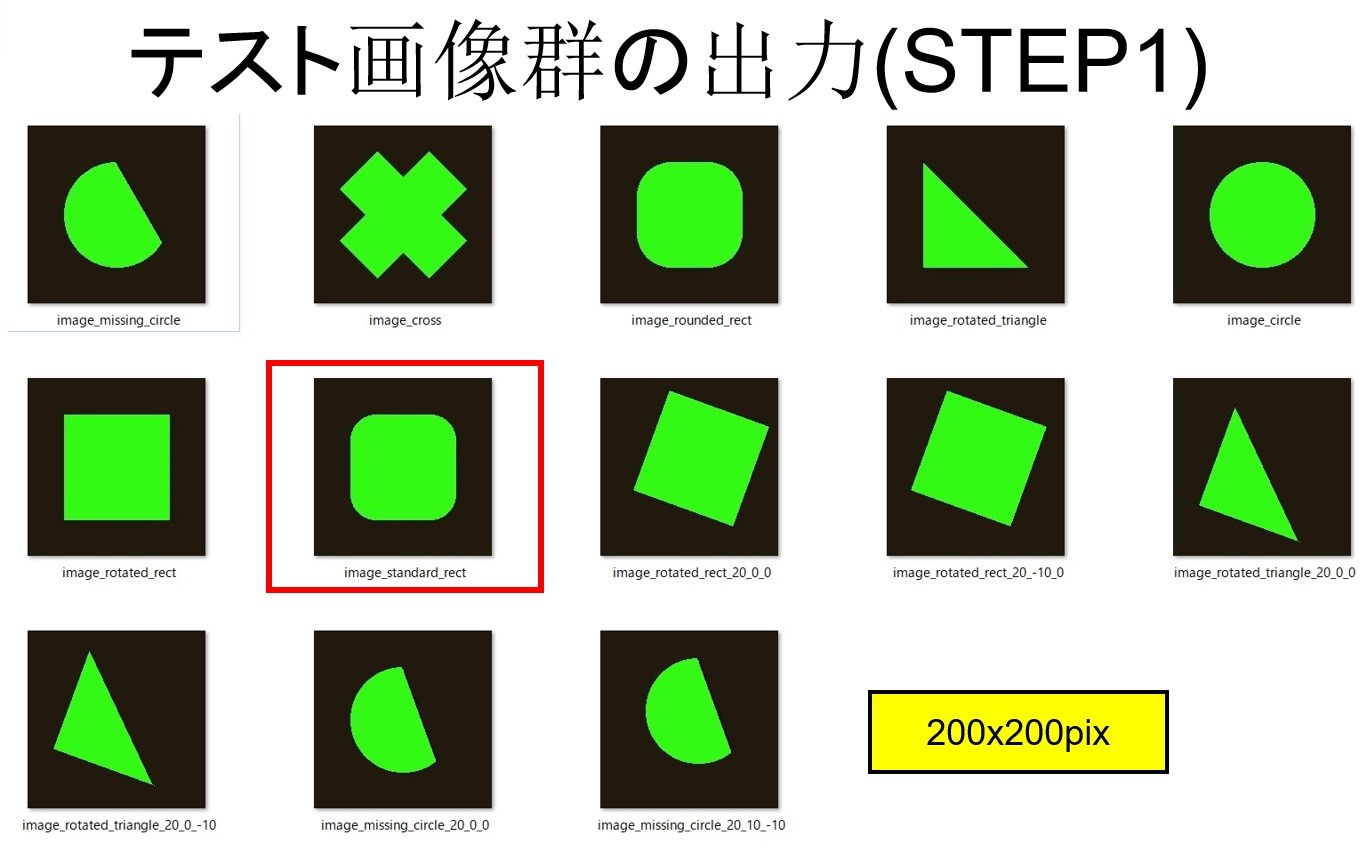 テスト画像群の出力(STEP1)
image_missing_circle
image_cross
image_rounded_rect
image_rotated_triangle
image_circle
image_rotated_rect
image_standard_rect
image_rotated_rect_20_0_0
image_rotated_rect_20_-10_0
image_rotated_triangle_20_0_0
image_rotated_triangle_20_0_-10
image_missing_circle_20_0_0
image_missing_circle_20_10_-10
200x200pix